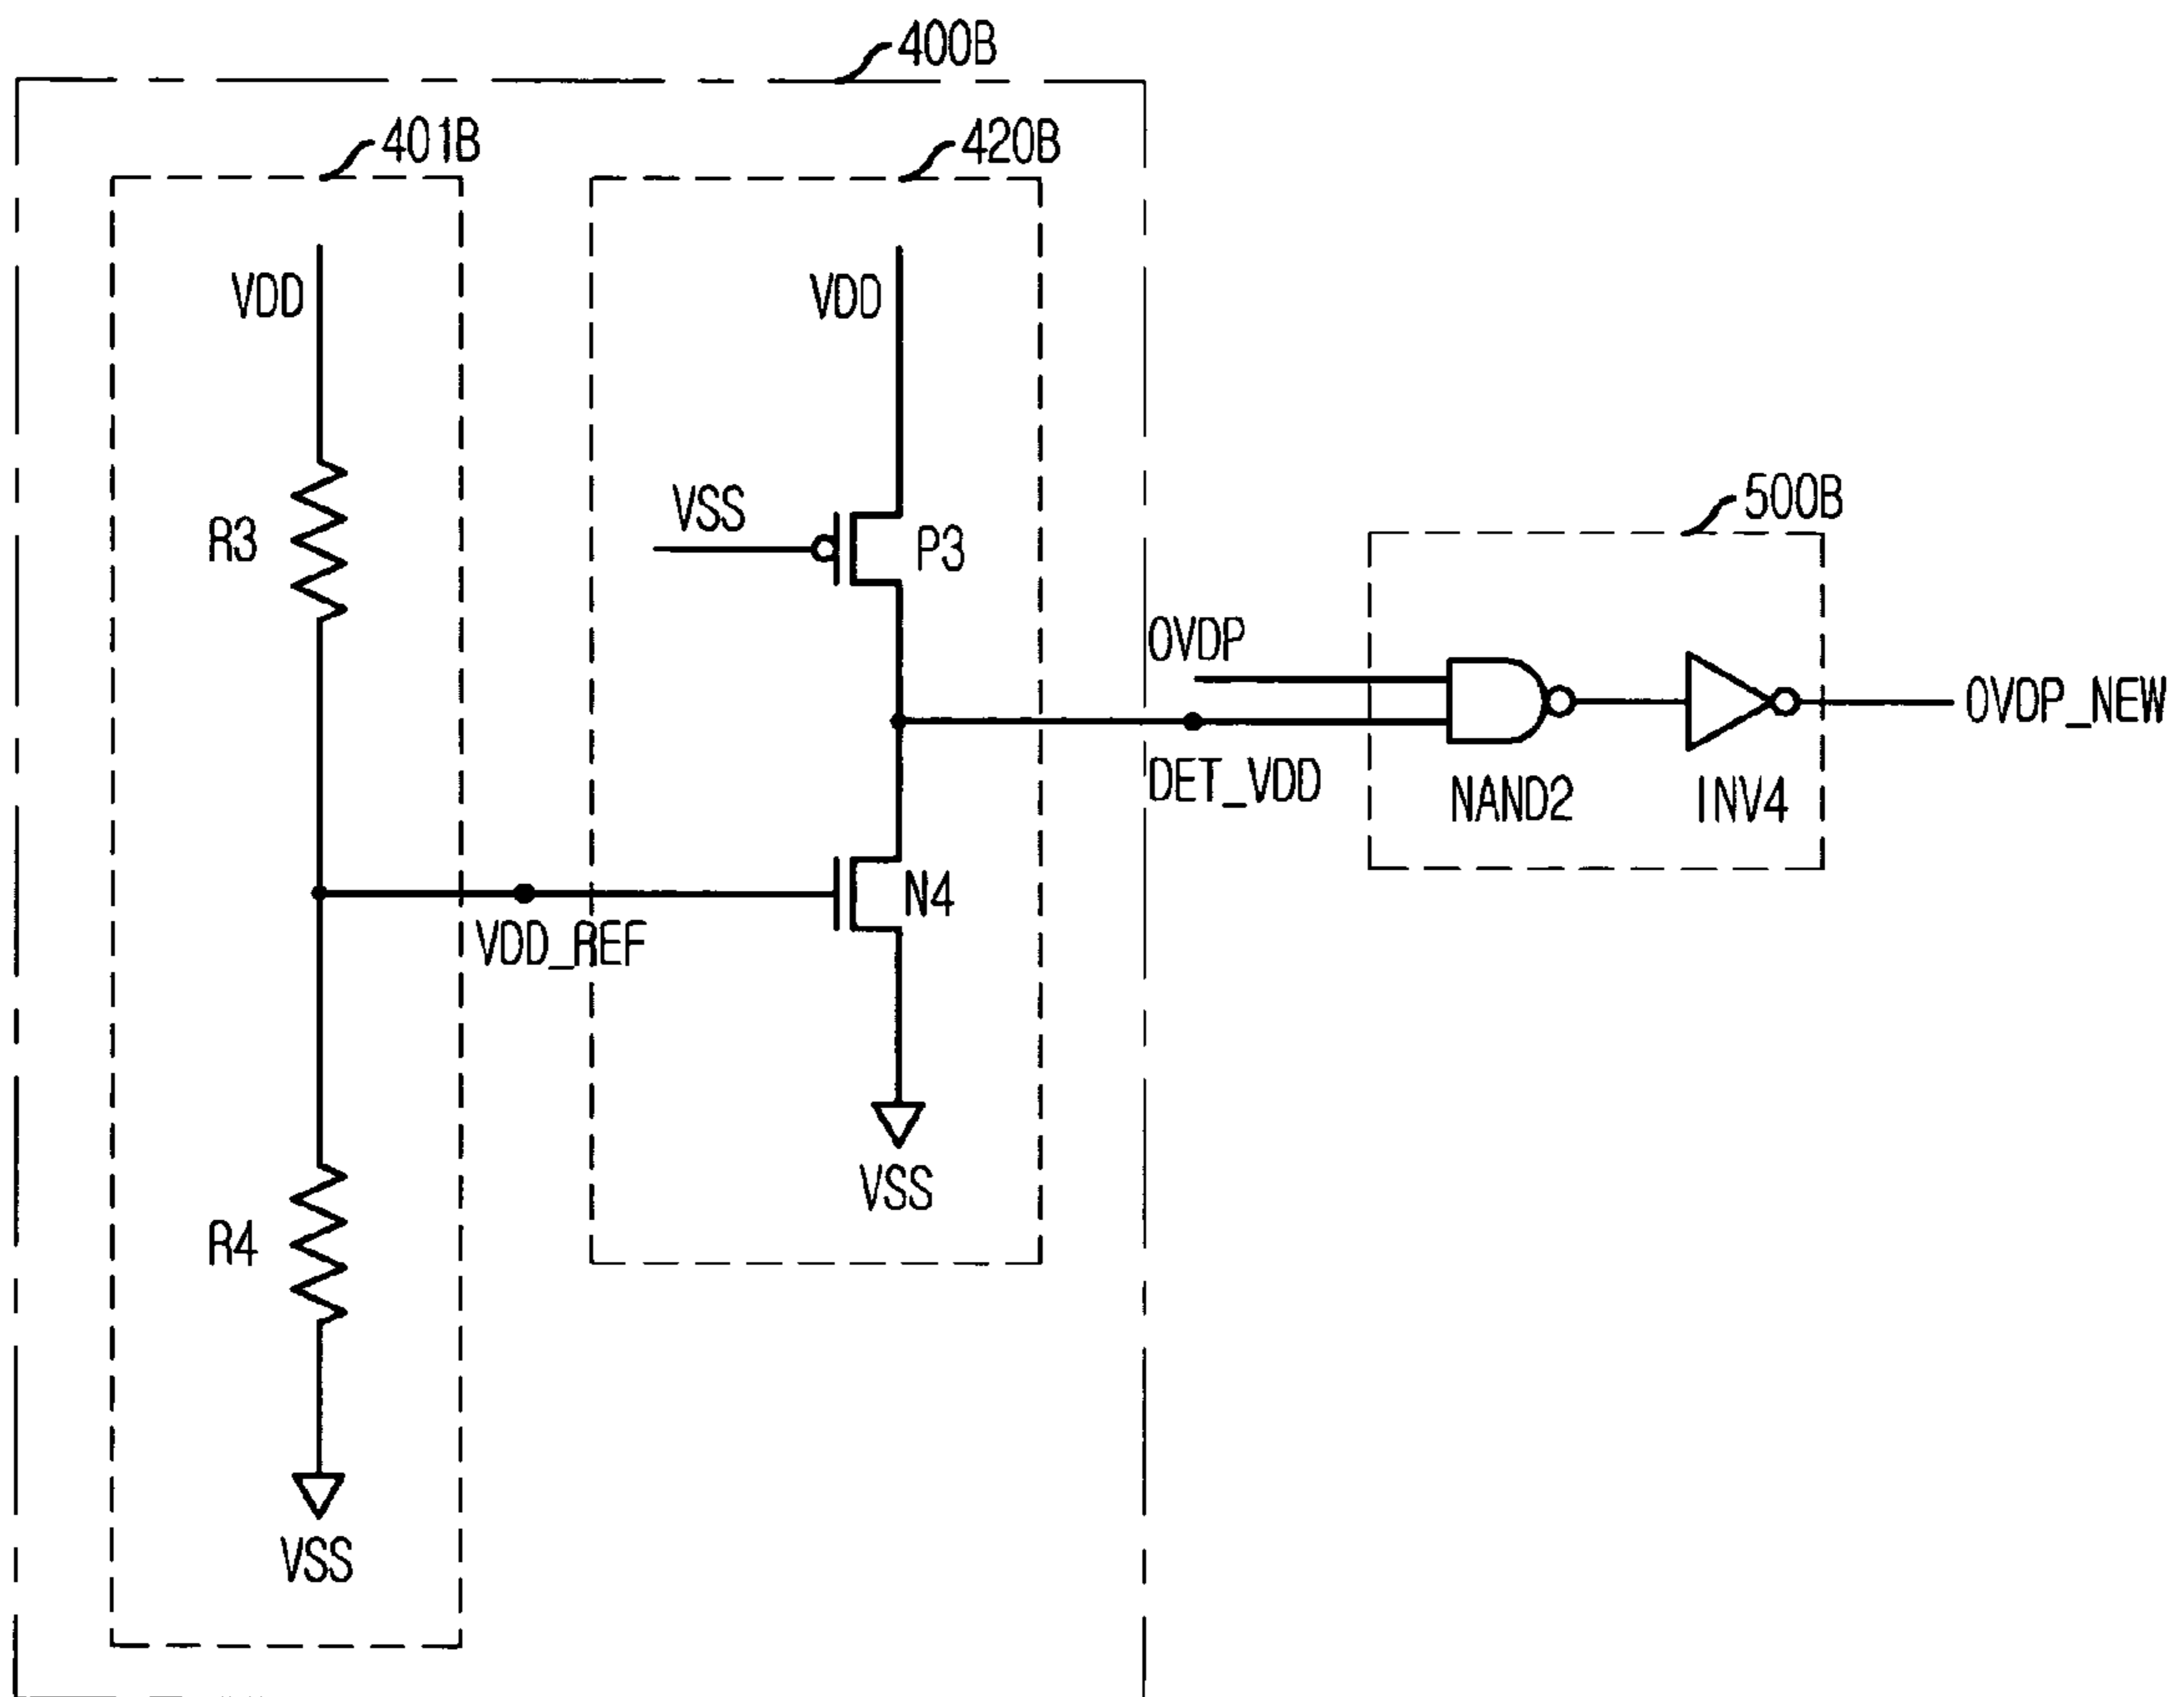 400B
401B
420B
VDD
VDD
R3
VSS
P3
500B
OVDP
OVDP_NEW
DET_VDD
NAND2
INV4
N4
VDD_REF
VSS
R4
VSS